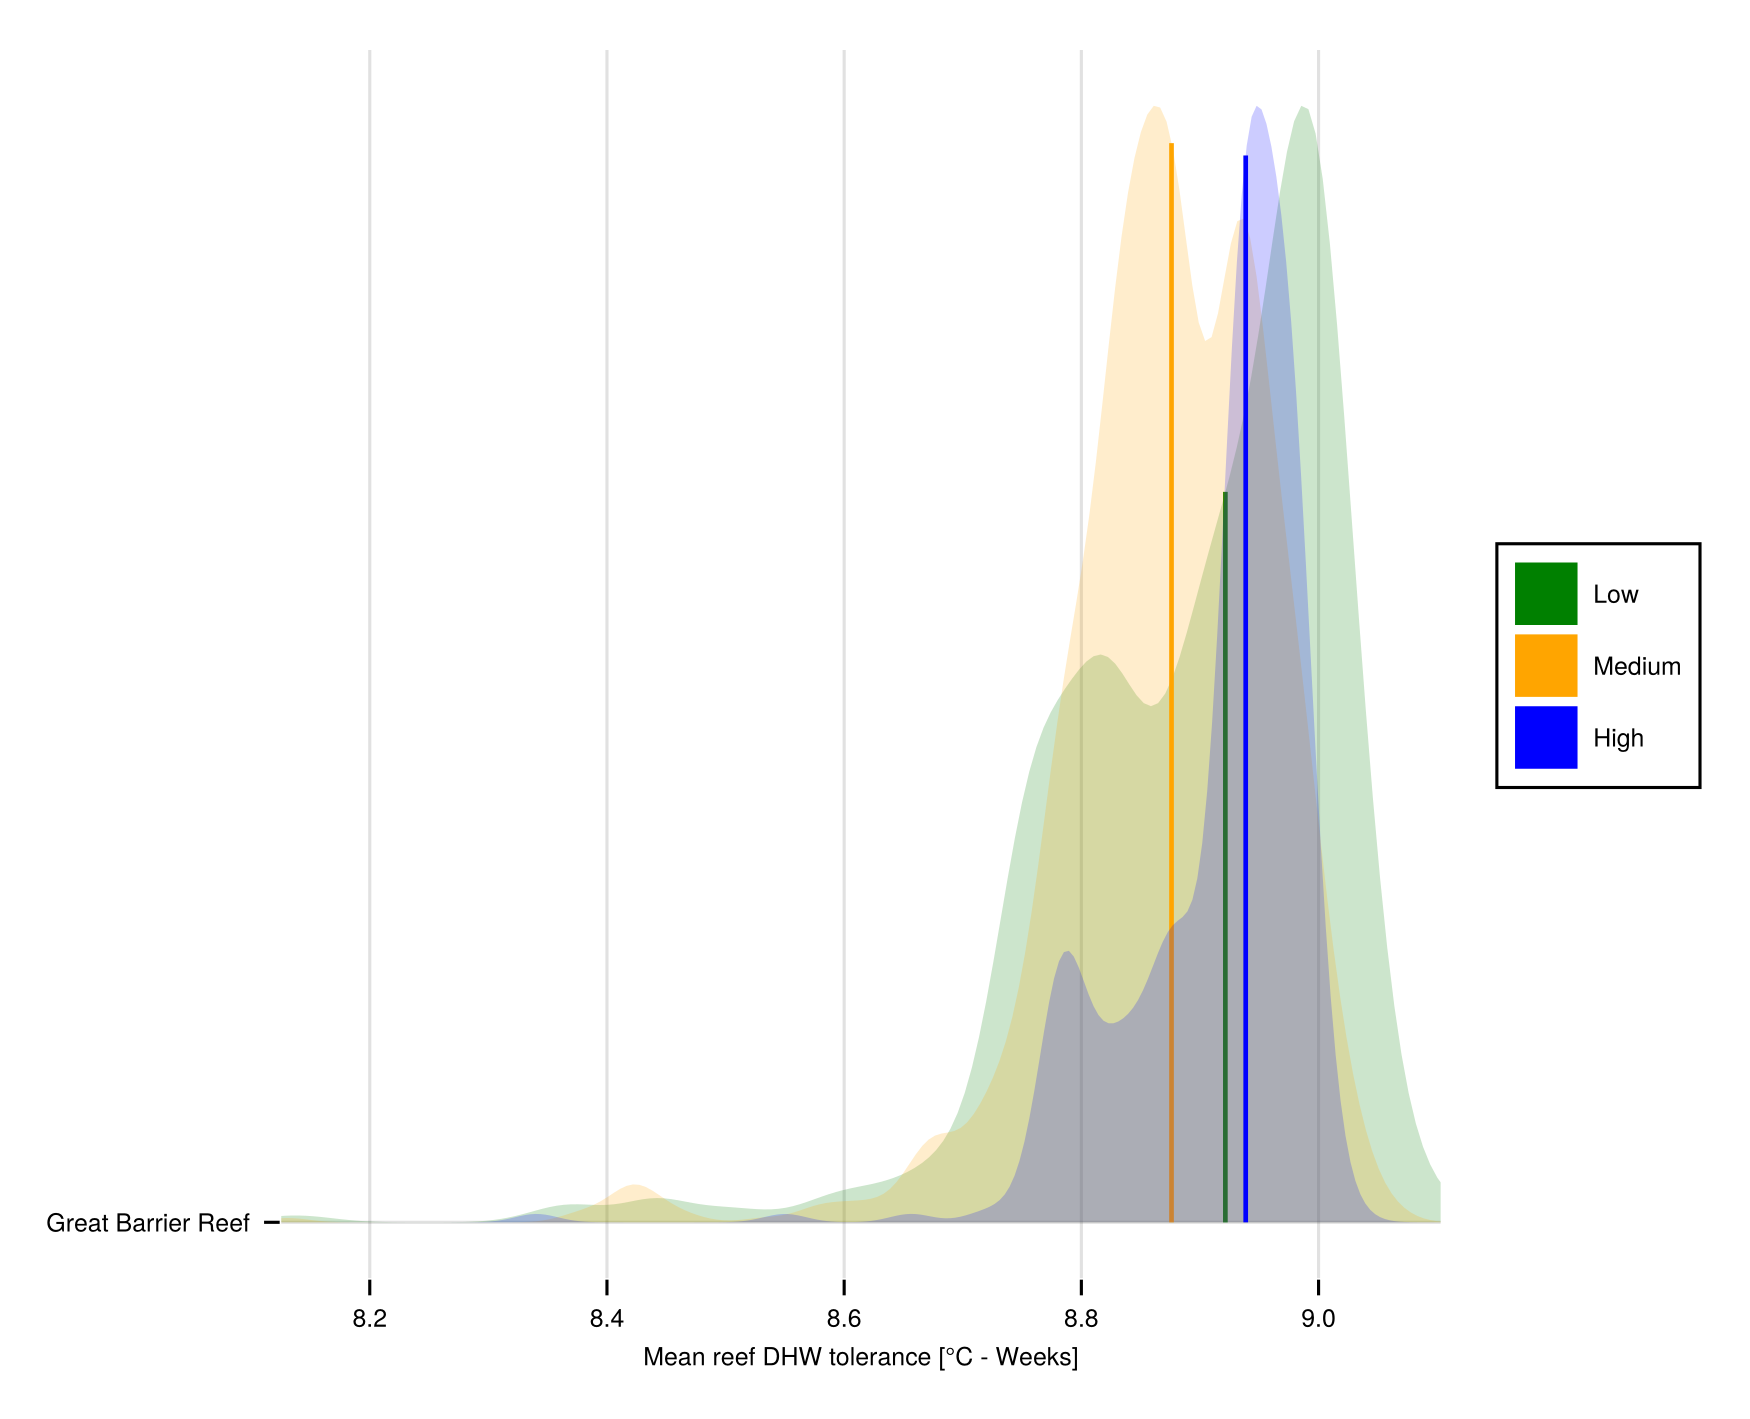 Low
Medium
High
Great Barrier Reef
8.2 8.4 8.6 8.8 9.0
Mean reef DHW tolerance [°C - Weeks]